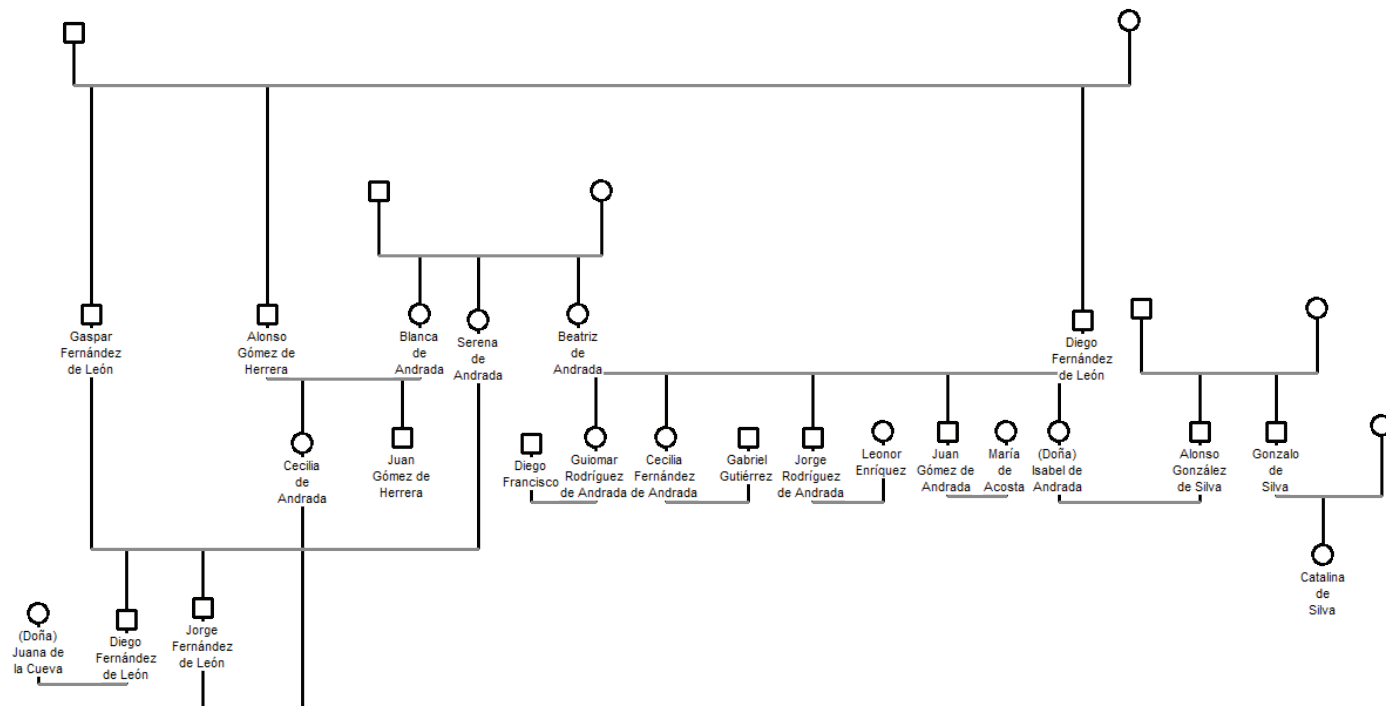 Gaspar
Fernández
de León
Alonso
Gómez de
Herrera
Blanca
de
Andrada
Serena
de
Andrada
Beatriz
de
Andrada
Diego
Fernández
de León
Cecilia
de
Andrada
Juan
Gómez de
Herrera
Diego
Francisco
Guiomar
Rodríguez
de Andrada
Cecilia
Fernández
de Andrada
Gabriel
Gutiérrez
Jorge
Rodríguez
de Andrada
Leonor
Enríquez
Juan
Gómez de
Andrada
María
de
Acosta
(Doña)
Isabel de
Andrada
Alonso
González
de Silva
Gonzalo
de
Silva
Catalina
de
Silva
(Doña)
Juana de
la Cueva
Diego
Fernández
de León
Jorge
Fernández
de León